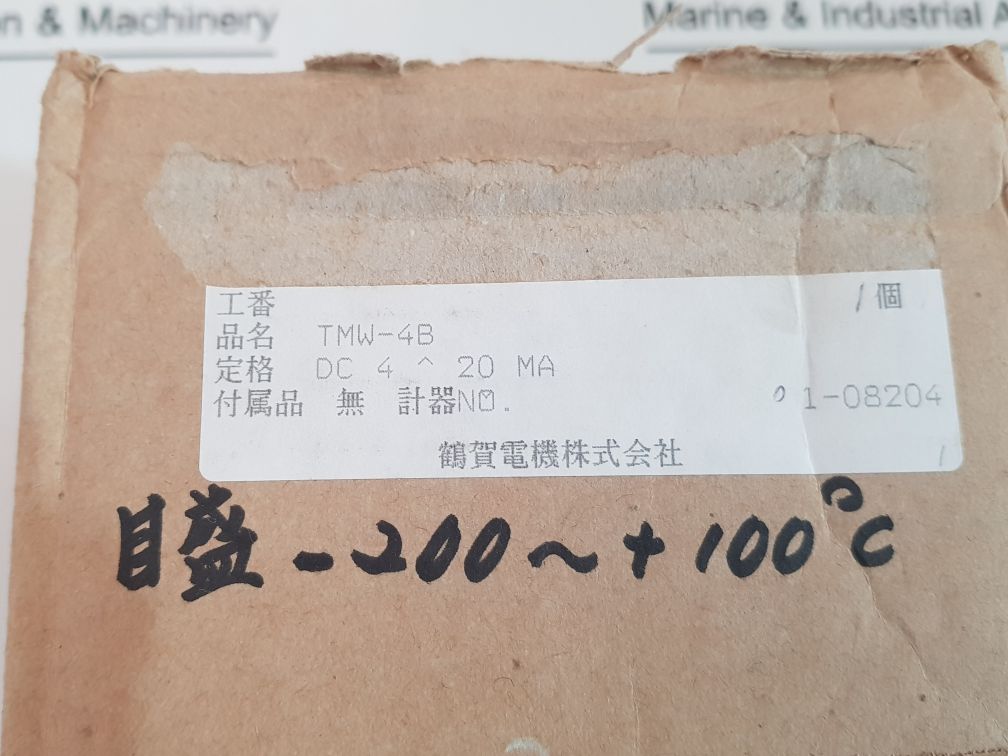 n & Machinery
Marine & Industrial A
工番 1個
品名 TMW-4B
定格 DC 4 ^ 20 MA
付属品 無 計器NO. 01-08204
鶴賀電機株式会社
1
目盛 -200~+100°C